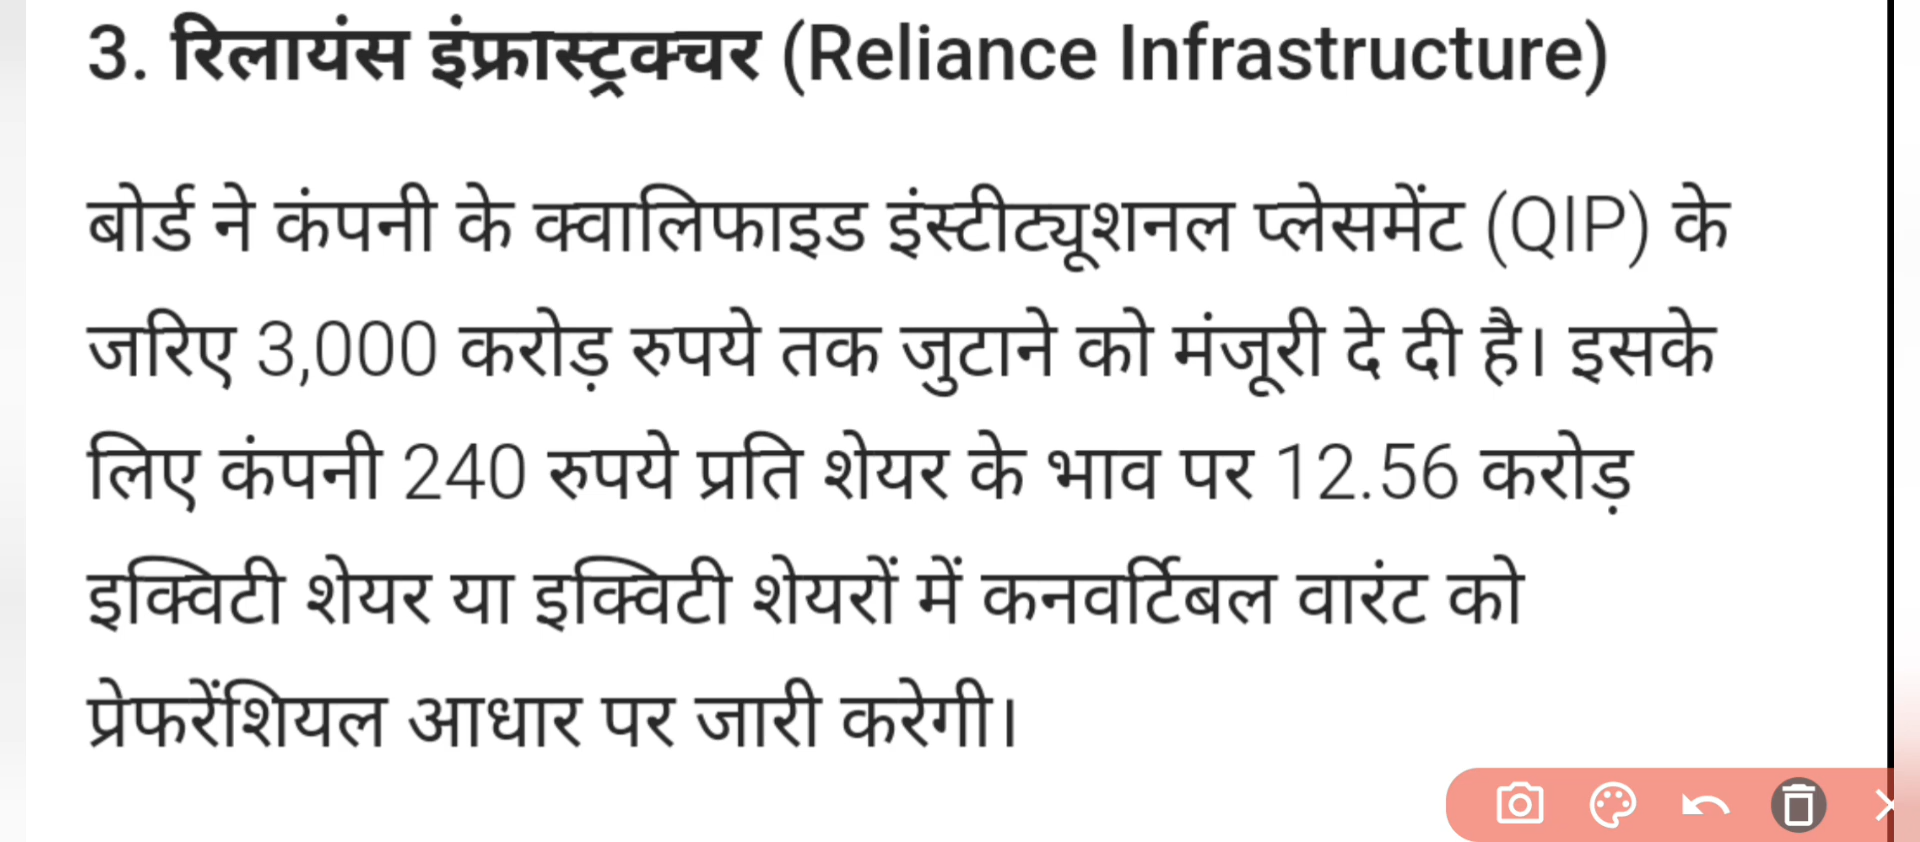 3. रिलायंस इंफ्रास्ट्रक्चर (Reliance Infrastructure)
बोर्ड ने कंपनी के क्वालिफाइड इंस्टीट्यूशनल प्लेसमेंट (QIP) के
जरिए 3,000 करोड़ रुपये तक जुटाने को मंजूरी दे दी है। इसके
लिए कंपनी 240 रुपये प्रति शेयर के भाव पर 12.56 करोड़
इक्विटी शेयर या इक्विटी शेयरों में कनवर्टिबल वारंट को
प्रेफरेंशियल आधार पर जारी करेगी।